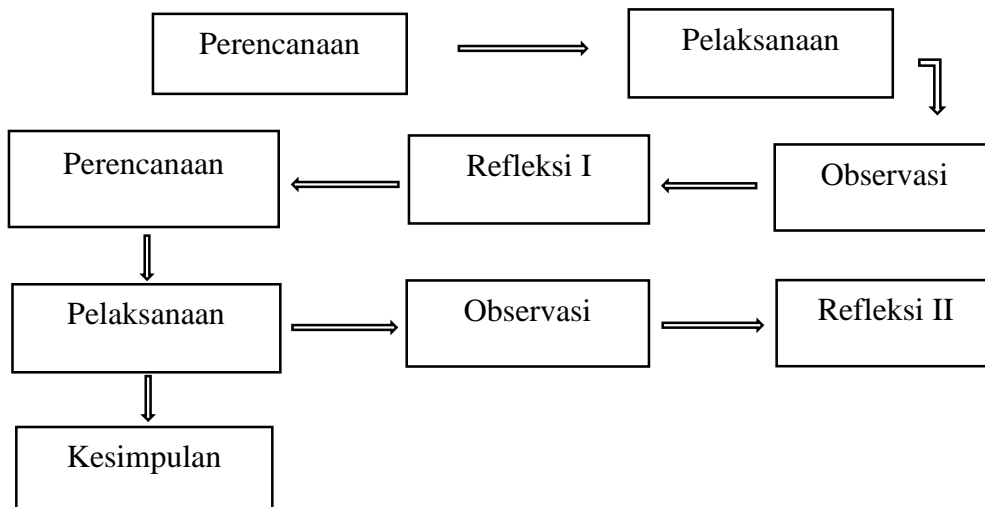 Perencanaan
Pelaksanaan
Observasi
Refleksi I
Perencanaan
Pelaksanaan
Observasi
Refleksi II
Kesimpulan